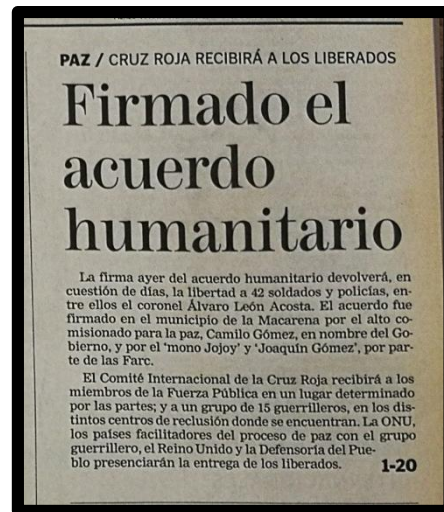 PAZ / CRUZ ROJA RECIBIRÁ A LOS LIBERADOS
Firmado el
acuerdo
humanitario
La firma ayer del acuerdo humanitario devolverá, en
cuestión de días, la libertad a 42 soldados y policías, en-
tre ellos el coronel Álvaro León Acosta. El acuerdo fue
firmado en el municipio de la Macarena por el alto co-
misionado para la paz, Camilo Gómez, en nombre del Go-
bierno, y por el 'mono Jojoy' y 'Joaquín Gómez', por par-
te de las Farc.
El Comité Internacional de la Cruz Roja recibirá a los
miembros de la Fuerza Pública en un lugar determinado
por las partes; y a un grupo de 15 guerrilleros, en los dis-
tintos centros de reclusión donde se encuentran. La ONU,
los países facilitadores del proceso de paz con el grupo
guerrillero, el Reino Unido y la Defensoría del Pue-
blo presenciarán la entrega de los liberados. 1-20